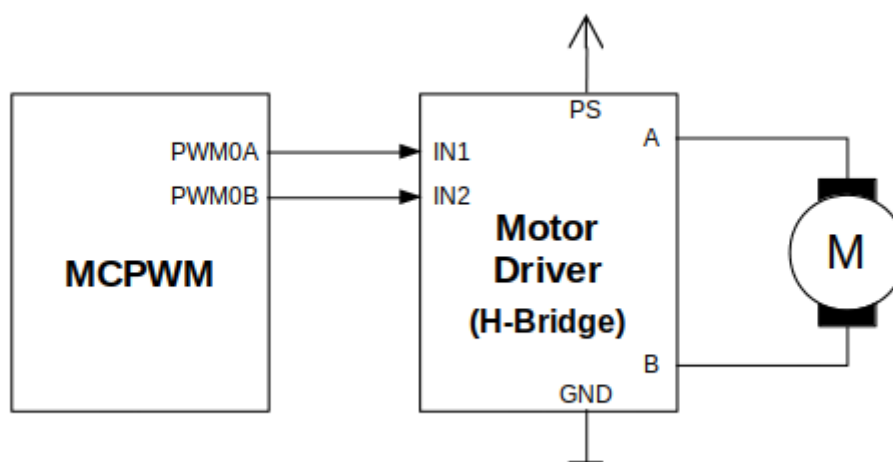 PS
PWM0A
IN1
A
PWM0B
IN2
MCPWM
Motor
Driver
(H-Bridge)
M
B
GND